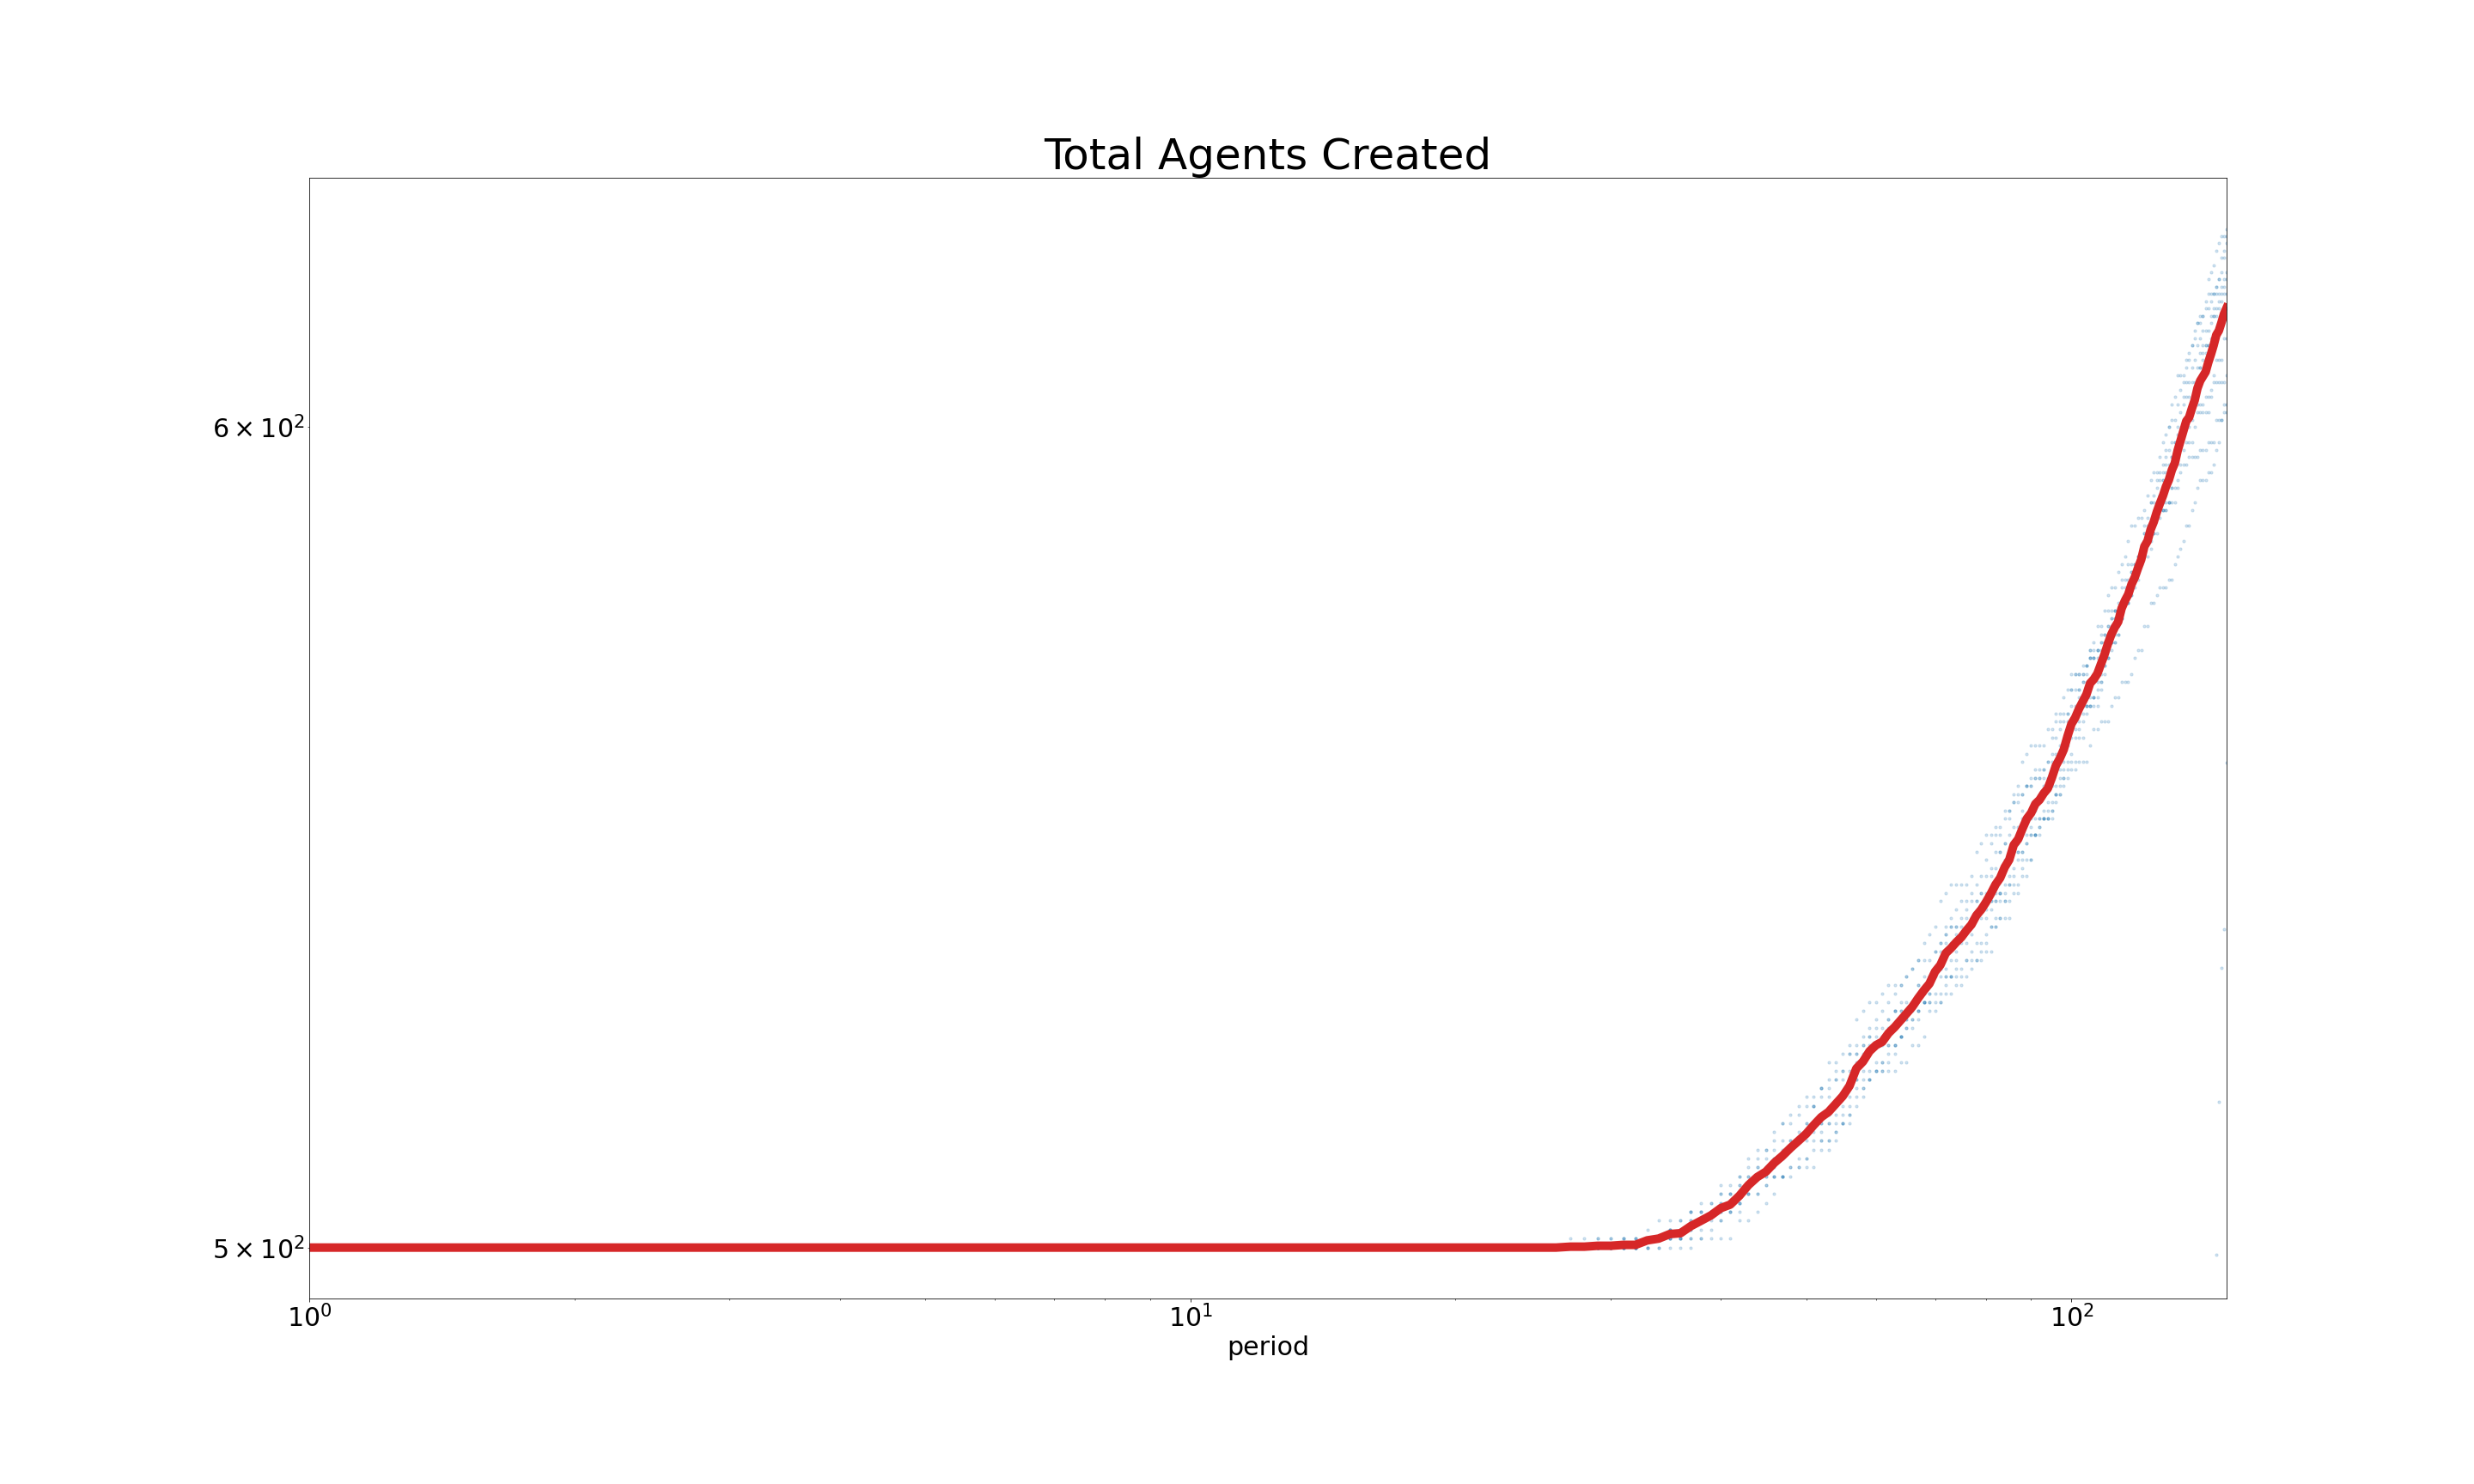 Total Agents Created
6 × 10²
5 × 10²
10⁰ 10¹ 10²
period